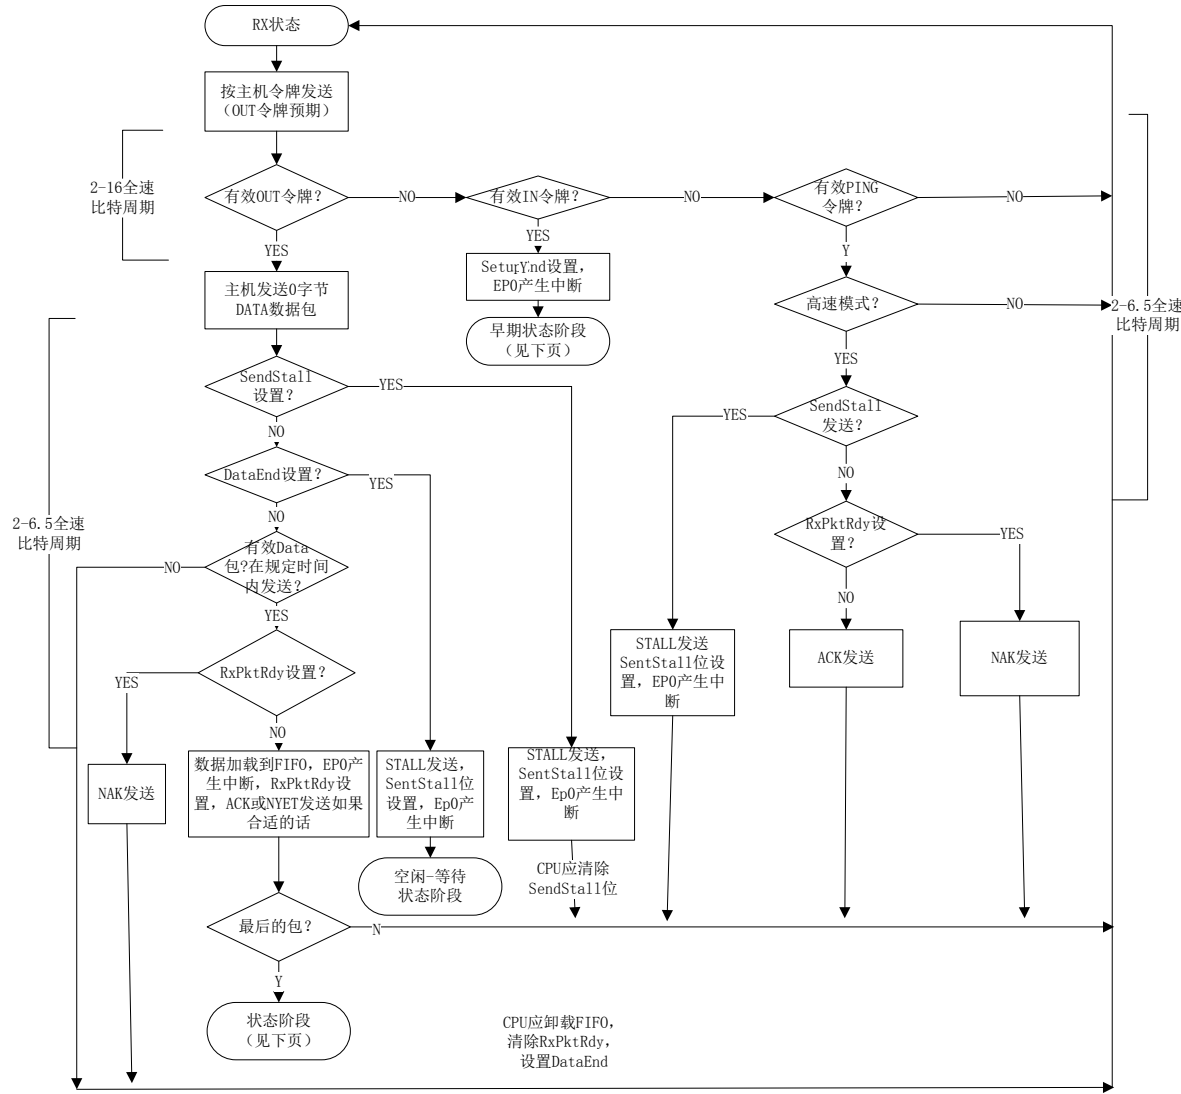 RX状态
按主机令牌发送
(OUT令牌预期)
2-16全速
比特周期
有效OUT令牌?
NO
有效IN令牌?
NO
有效PING
令牌?
NO
YES
YES
Y
主机发送0字节
DATA数据包
SetupEnd设置,
EP0产生中断
高速模式?
NO
2-6.5全速
比特周期
早期状态阶段
(见下页)
YES
SendStall
设置?
YES
SendStall
发送?
YES
NO
NO
DataEnd设置?
YES
2-6.5全速
比特周期
NO
RxPktRdy设
置?
YES
有效Data
包?在规定时间
内发送?
NO
NO
YES
STALL发送
SentStall位设
置,EP0产生中
断
ACK发送
NAK发送
RxPktRdy设置?
YES
NO
NAK发送
数据加载到FIFO,EP0产
生中断,RxPktRdy设
置,ACK或NYET发送如果
合适的话
STALL发送,
SentStall位
设置,Ep0产
生中断
STALL发送,
SentStall位设
置,Ep0产生中
断
CPU应清除
SendStall位
空闲-等待
状态阶段
最后的包?
N
Y
状态阶段
(见下页)
CPU应卸载FIFO,
清除RxPktRdy,
设置DataEnd